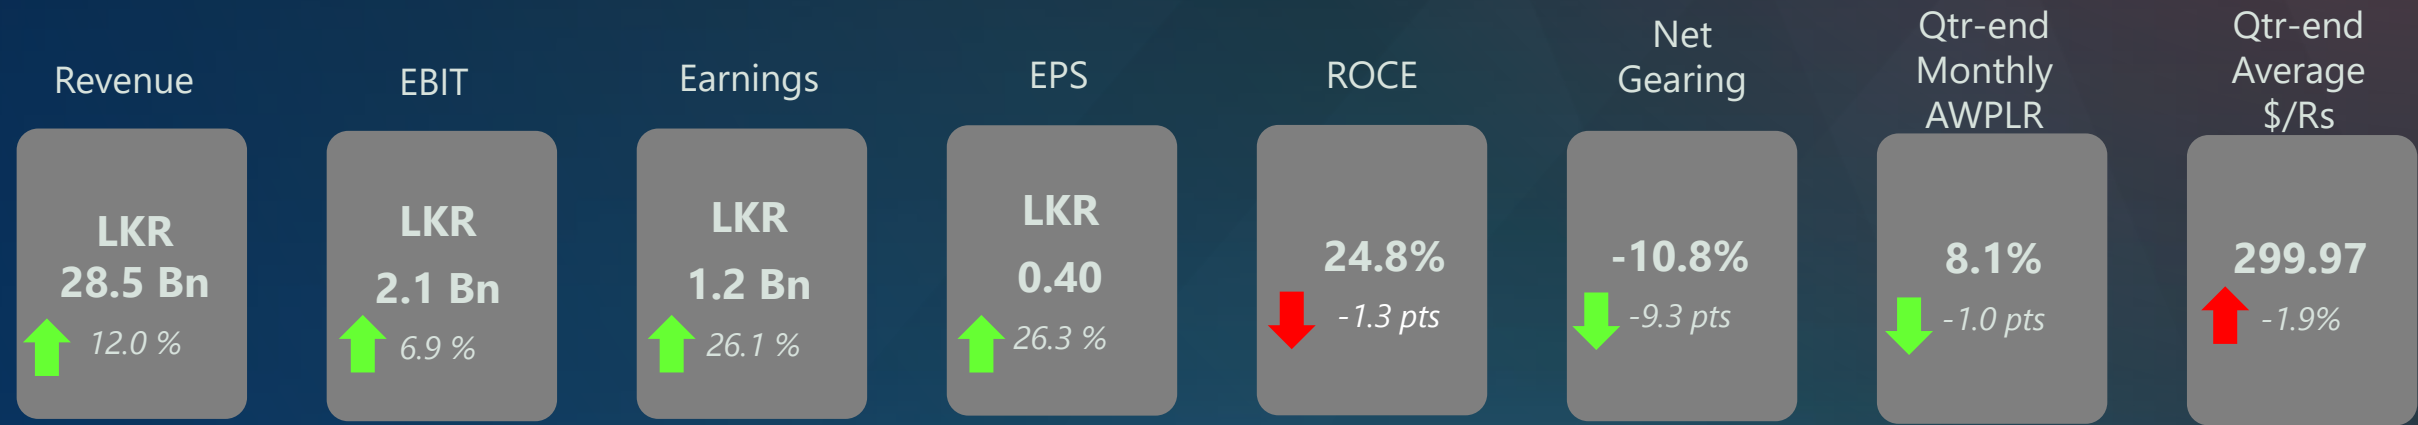 Revenue
LKR
28.5 Bn
12.0 %
EBIT
LKR
2.1 Bn
6.9 %
Earnings
LKR
1.2 Bn
26.1 %
EPS
LKR
0.40
26.3 %
ROCE
24.8%
-1.3 pts
Net
Gearing
-10.8%
-9.3 pts
Qtr-end
Monthly
AWPLR
8.1%
-1.0 pts
Qtr-end
Average
$/Rs
299.97
-1.9%